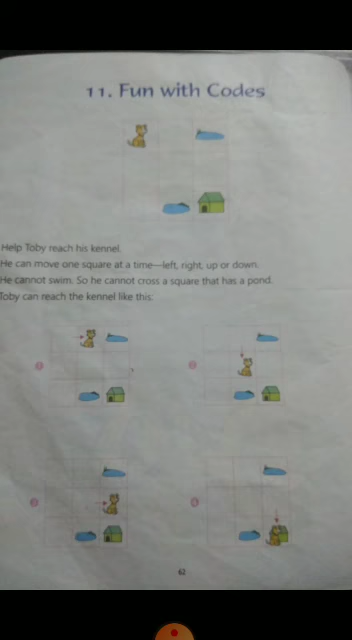 11. Fun with Codes
Help Toby reach his kennel.
He can move one square at a time—left, right, up or down.
He cannot swim. So he cannot cross a square that has a pond.
Toby can reach the kennel like this:
62